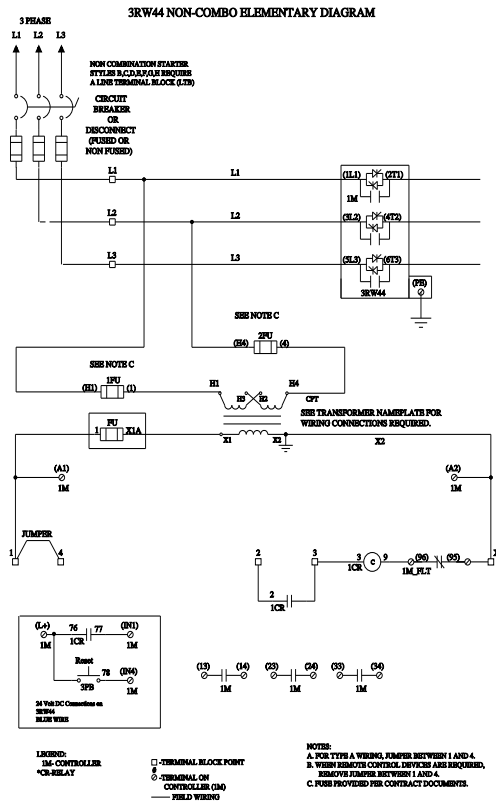 3RW44 NON-COMBO ELEMENTARY DIAGRAM
3 PHASE
L1 L2 L3
NON COMBINATION STARTER
STYLES B,C,D,E,F,G,H REQUIRE
A LINE TERMINAL BLOCK (LTB)
CIRCUIT
BREAKER
OR
DISCONNECT
(FUSED OR
NON FUSED)
L1 L1 (1L1) (2T1)
1M
L2 L2 (3L2) (4T2)
L3 L3 (5L3) (6T3)
3RW44
(PE)
SEE NOTE C
2FU
(H4) (4)
SEE NOTE C
1FU
(H1) (1)
H1 H3 H2 H4
CPT
SEE TRANSFORMER NAMEPLATE FOR
WIRING CONNECTIONS REQUIRED.
FU
1 X1A
X1 X2 X2
(A1) (A2)
1M 1M
JUMPER
1 4 2 3 3 C 9 (96) (95) 2
1CR 1M_FLT
2
1CR
(L+) 76 77 (IN1)
1M 1CR 1M
Reset
78 (IN4)
3PB 1M
24 Volt DC Connections on
3RW44
BLUE WIRE
(13) (14) (23) (24) (33) (34)
1M 1M 1M
LEGEND:
1M- CONTROLLER
*CR-RELAY
-TERMINAL BLOCK POINT
#
-TERMINAL ON
CONTROLLER (1M)
FIELD WIRING
NOTES:
A. FOR TYPE A WIRING, JUMPER BETWEEN 1 AND 4.
B. WHEN REMOTE CONTROL DEVICES ARE REQUIRED,
REMOVE JUMPER BETWEEN 1 AND 4.
C. FUSE PROVIDED PER CONTRACT DOCUMENTS.